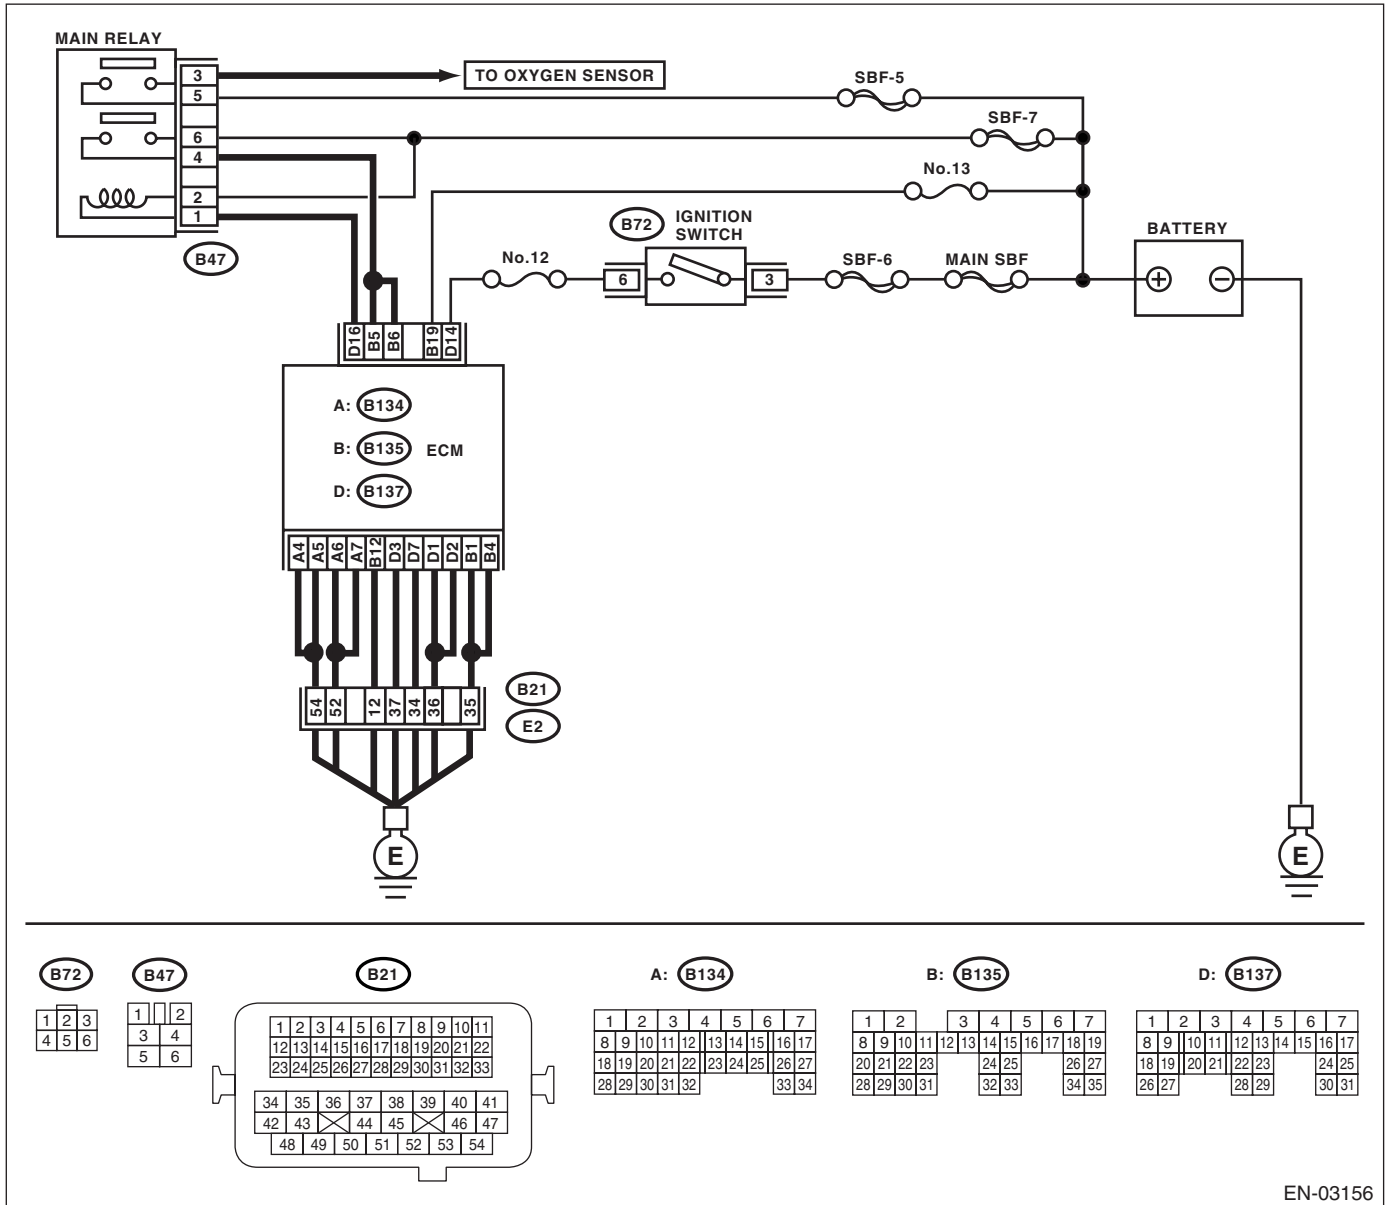 MAIN RELAY
3
TO OXYGEN SENSOR
5
SBF-5
6
SBF-7
4
No.13
2
1
B47
B72
IGNITION
SWITCH
BATTERY
No.12
6
3
SBF-6
MAIN SBF
+
−
D16 B5 B6 B19 D14
A: B134
B: B135 ECM
D: B137
A4 A5 A6 A7 B12 D3 D7 D1 D2 B1 B4
54 52 12 37 34 36 35
B21
E2
E
E
B72
1 2 3
4 5 6
B47
1 2
3 4
5 6
B21
1 2 3 4 5 6 7 8 9 10 11
12 13 14 15 16 17 18 19 20 21 22
23 24 25 26 27 28 29 30 31 32 33
34 35 36 37 38 39 40 41
42 43 44 45 46 47
48 49 50 51 52 53 54
A: B134
1 2 3 4 5 6 7
8 9 10 11 12 13 14 15 16 17
18 19 20 21 22 23 24 25 26 27
28 29 30 31 32 33 34
B: B135
1 2 3 4 5 6 7
8 9 10 11 12 13 14 15 16 17 18 19
20 21 22 23 24 25 26 27
28 29 30 31 32 33 34 35
D: B137
1 2 3 4 5 6 7
8 9 10 11 12 13 14 15 16 17
18 19 20 21 22 23 24 25
26 27 28 29 30 31
EN-03156